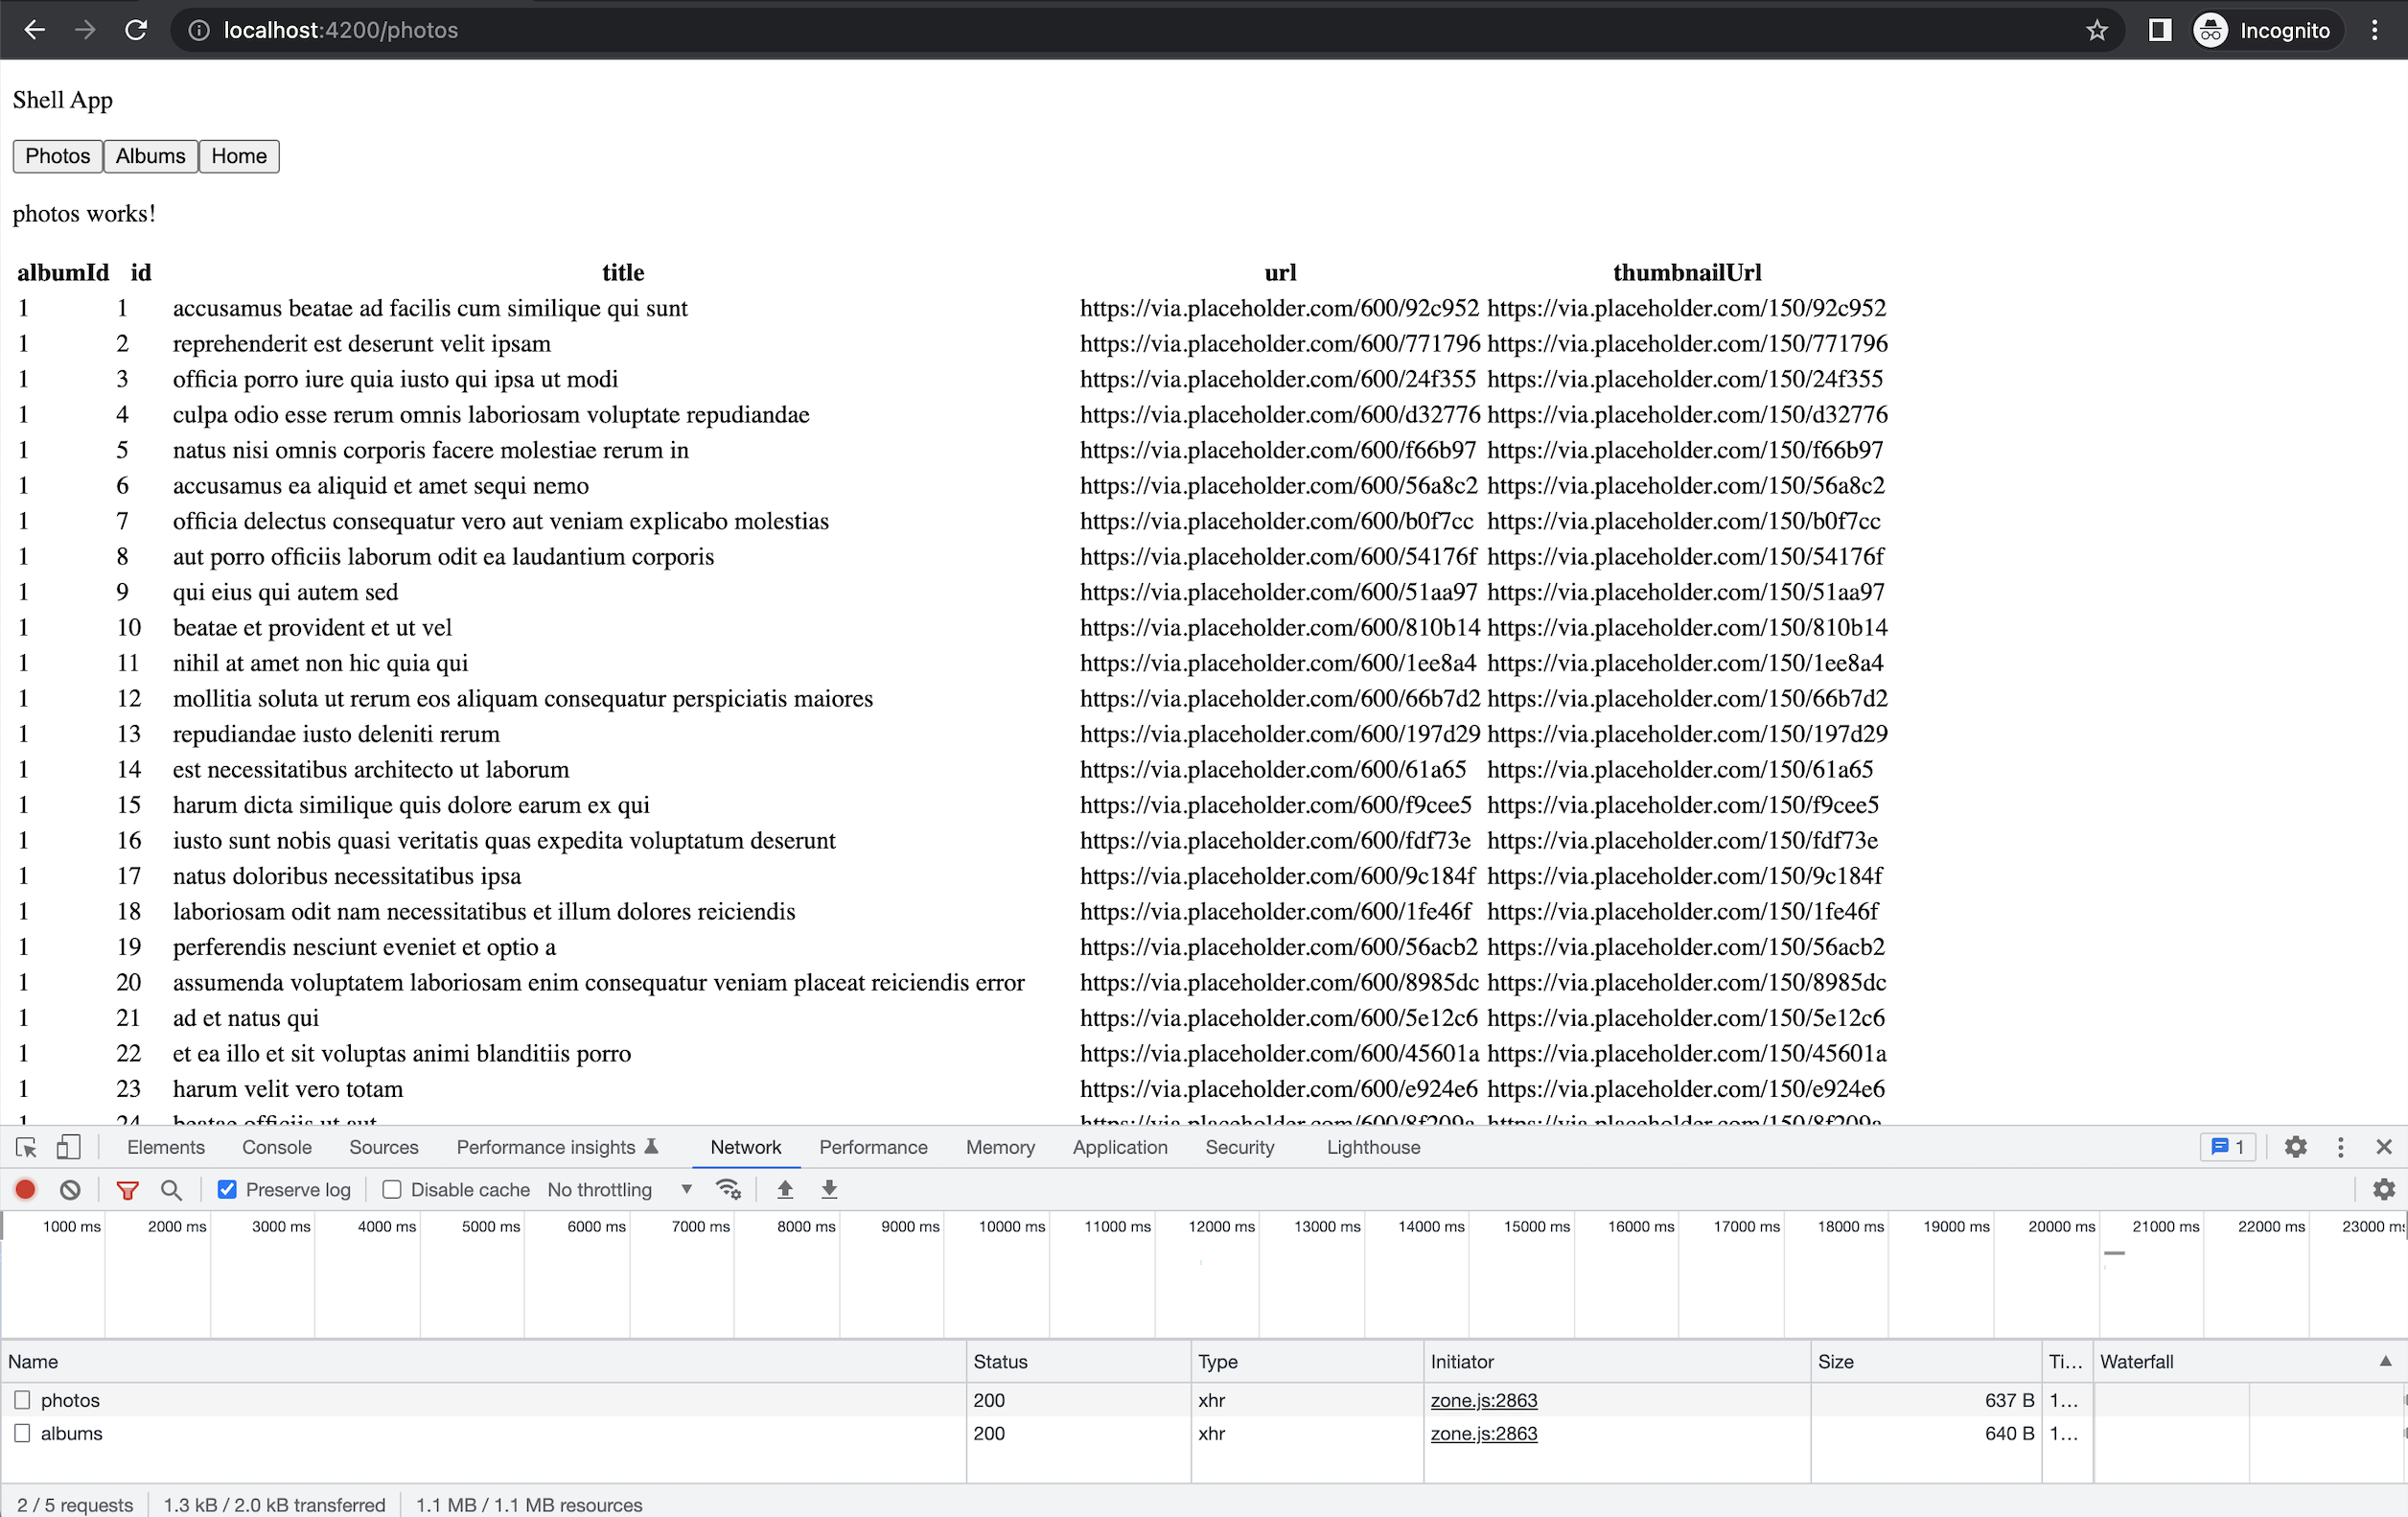 localhost:4200/photos Incognito
Shell App
Photos Albums Home
photos works!
albumId id title url thumbnailUrl
1 1 accusamus beatae ad facilis cum similique qui sunt https://via.placeholder.com/600/92c952 https://via.placeholder.com/150/92c952
1 2 reprehenderit est deserunt velit ipsam https://via.placeholder.com/600/771796 https://via.placeholder.com/150/771796
1 3 officia porro iure quia iusto qui ipsa ut modi https://via.placeholder.com/600/24f355 https://via.placeholder.com/150/24f355
1 4 culpa odio esse rerum omnis laboriosam voluptate repudiandae https://via.placeholder.com/600/d32776 https://via.placeholder.com/150/d32776
1 5 natus nisi omnis corporis facere molestiae rerum in https://via.placeholder.com/600/f66b97 https://via.placeholder.com/150/f66b97
1 6 accusamus ea aliquid et amet sequi nemo https://via.placeholder.com/600/56a8c2 https://via.placeholder.com/150/56a8c2
1 7 officia delectus consequatur vero aut veniam explicabo molestias https://via.placeholder.com/600/b0f7cc https://via.placeholder.com/150/b0f7cc
1 8 aut porro officiis laborum odit ea laudantium corporis https://via.placeholder.com/600/54176f https://via.placeholder.com/150/54176f
1 9 qui eius qui autem sed https://via.placeholder.com/600/51aa97 https://via.placeholder.com/150/51aa97
1 10 beatae et provident et ut vel https://via.placeholder.com/600/810b14 https://via.placeholder.com/150/810b14
1 11 nihil at amet non hic quia qui https://via.placeholder.com/600/1ee8a4 https://via.placeholder.com/150/1ee8a4
1 12 mollitia soluta ut rerum eos aliquam consequatur perspiciatis maiores https://via.placeholder.com/600/66b7d2 https://via.placeholder.com/150/66b7d2
1 13 repudiandae iusto deleniti rerum https://via.placeholder.com/600/197d29 https://via.placeholder.com/150/197d29
1 14 est necessitatibus architecto ut laborum https://via.placeholder.com/600/61a65 https://via.placeholder.com/150/61a65
1 15 harum dicta similique quis dolore earum ex qui https://via.placeholder.com/600/f9cee5 https://via.placeholder.com/150/f9cee5
1 16 iusto sunt nobis quasi veritatis quas expedita voluptatum deserunt https://via.placeholder.com/600/fdf73e https://via.placeholder.com/150/fdf73e
1 17 natus doloribus necessitatibus ipsa https://via.placeholder.com/600/9c184f https://via.placeholder.com/150/9c184f
1 18 laboriosam odit nam necessitatibus et illum dolores reiciendis https://via.placeholder.com/600/1fe46f https://via.placeholder.com/150/1fe46f
1 19 perferendis nesciunt eveniet et optio a https://via.placeholder.com/600/56acb2 https://via.placeholder.com/150/56acb2
1 20 assumenda voluptatem laboriosam enim consequatur veniam placeat reiciendis error https://via.placeholder.com/600/8985dc https://via.placeholder.com/150/8985dc
1 21 ad et natus qui https://via.placeholder.com/600/5e12c6 https://via.placeholder.com/150/5e12c6
1 22 et ea illo et sit voluptas animi blanditiis porro https://via.placeholder.com/600/45601a https://via.placeholder.com/150/45601a
1 23 harum velit vero totam https://via.placeholder.com/600/e924e6 https://via.placeholder.com/150/e924e6
1 24 beatae officiis ut aut https://via.placeholder.com/600/8f209a https://via.placeholder.com/150/8f209a
Elements Console Sources Performance insights Network Performance Memory Application Security Lighthouse 1
Preserve log Disable cache No throttling
1000 ms 2000 ms 3000 ms 4000 ms 5000 ms 6000 ms 7000 ms 8000 ms 9000 ms 10000 ms 11000 ms 12000 ms 13000 ms 14000 ms 15000 ms 16000 ms 17000 ms 18000 ms 19000 ms 20000 ms 21000 ms 22000 ms 23000 ms
Name Status Type Initiator Size Ti... Waterfall
photos 200 xhr zone.js:2863 637 B 1...
albums 200 xhr zone.js:2863 640 B 1...
2 / 5 requests 1.3 kB / 2.0 kB transferred 1.1 MB / 1.1 MB resources